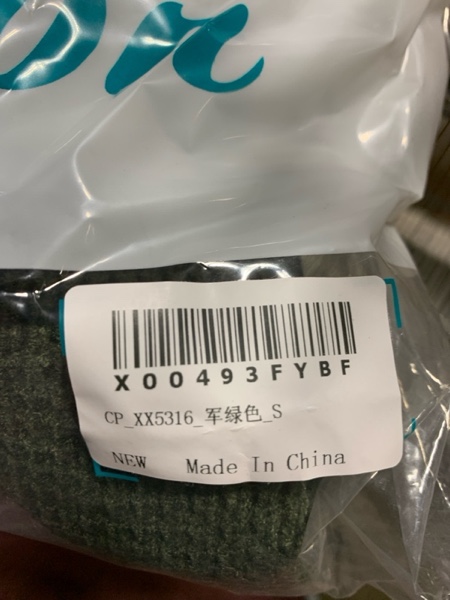 X00493FYBF
CP_XX5316_军绿色_S
NEW Made In China